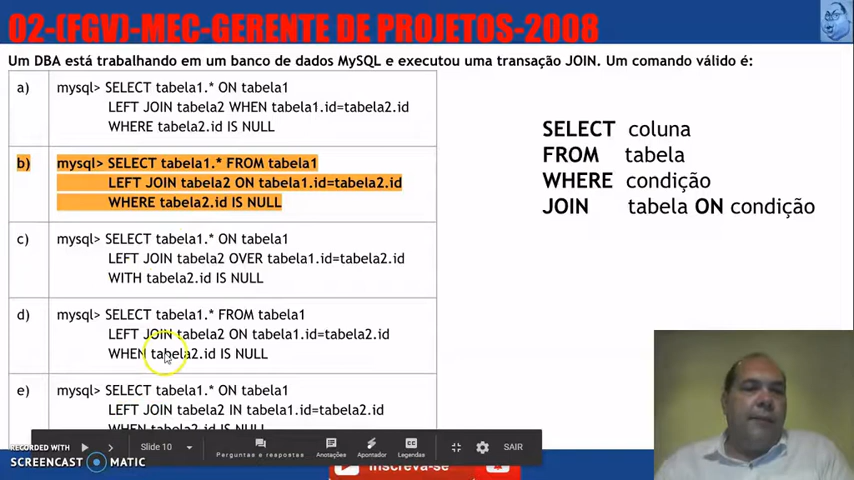 02-(FGV)-MEC-GERENTE DE PROJETOS-2008
Um DBA está trabalhando em um banco de dados MySQL e executou uma transação JOIN. Um comando válido é:
a) mysql> SELECT tabela1.* ON tabela1
LEFT JOIN tabela2 WHEN tabela1.id=tabela2.id
WHERE tabela2.id IS NULL
b) mysql> SELECT tabela1.* FROM tabela1
LEFT JOIN tabela2 ON tabela1.id=tabela2.id
WHERE tabela2.id IS NULL
c) mysql> SELECT tabela1.* ON tabela1
LEFT JOIN tabela2 OVER tabela1.id=tabela2.id
WITH tabela2.id IS NULL
d) mysql> SELECT tabela1.* FROM tabela1
LEFT JOIN tabela2 ON tabela1.id=tabela2.id
WHEN tabela2.id IS NULL
e) mysql> SELECT tabela1.* ON tabela1
LEFT JOIN tabela2 IN tabela1.id=tabela2.id
WHEN tabela2.id IS NULL
SELECT coluna
FROM tabela
WHERE condição
JOIN tabela ON condição
Slide 10
Perguntas e respostas
Anotações
Apontador
Legendas
SAIR
RECORDED WITH
SCREENCAST MATIC
Inscreva-se